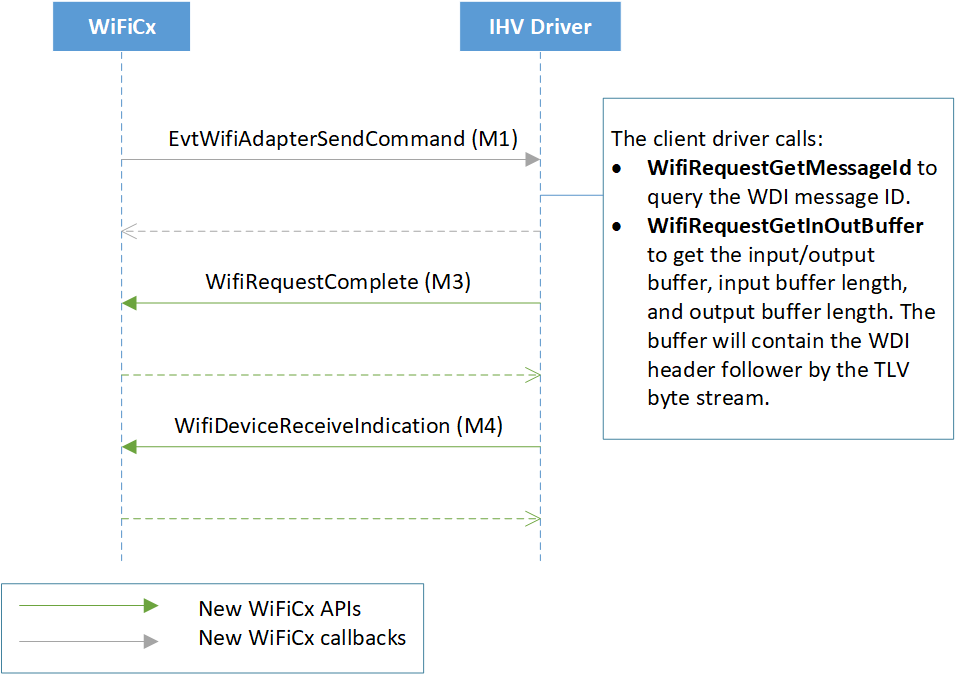 WiFiCx
IHV Driver
EvtWifiAdapterSendCommand (M1)
The client driver calls:
• WifiRequestGetMessageId to
query the WDI message ID.
• WifiRequestGetInOutBuffer
to get the input/output
buffer, input buffer length,
and output buffer length. The
buffer will contain the WDI
header follower by the TLV
byte stream.
WifiRequestComplete (M3)
WifiDeviceReceiveIndication (M4)
New WiFiCx APIs
New WiFiCx callbacks